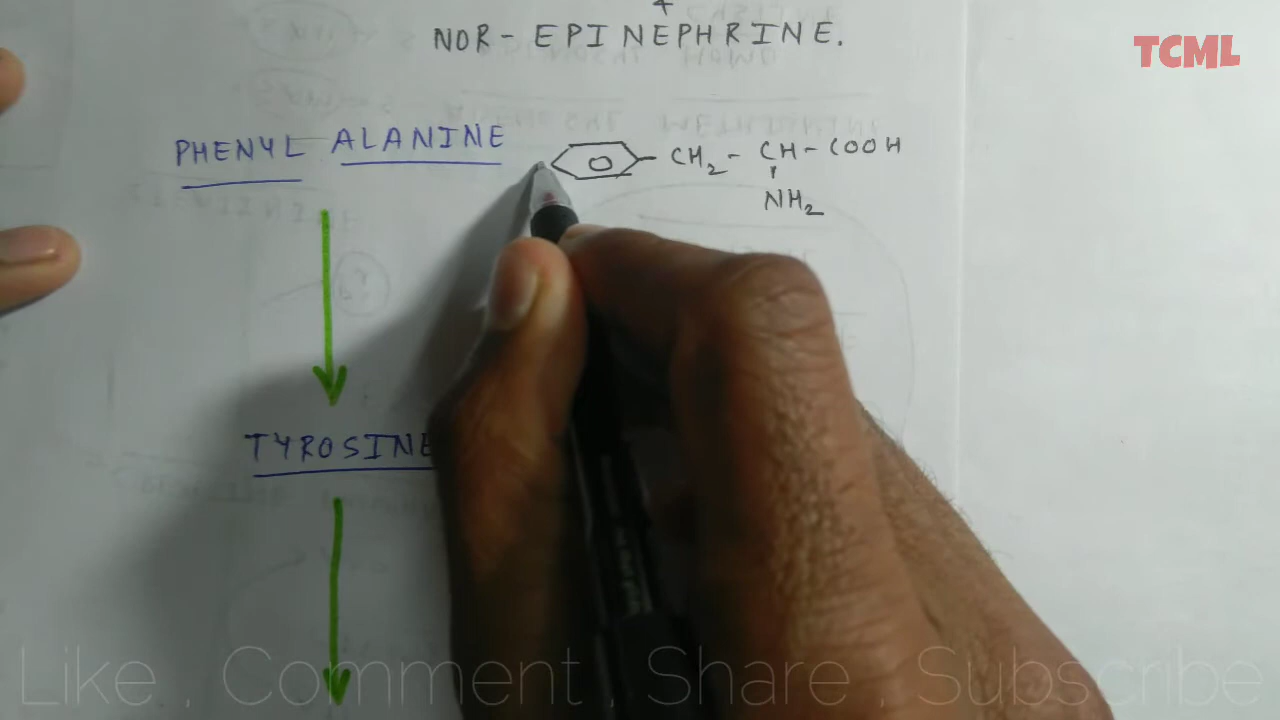 NOR-EPINEPHRINE.
TCML
PHENYL ALANINE
CH2-CH-COOH
NH2
TYROSINE
Like , Comment , Share , Subscribe